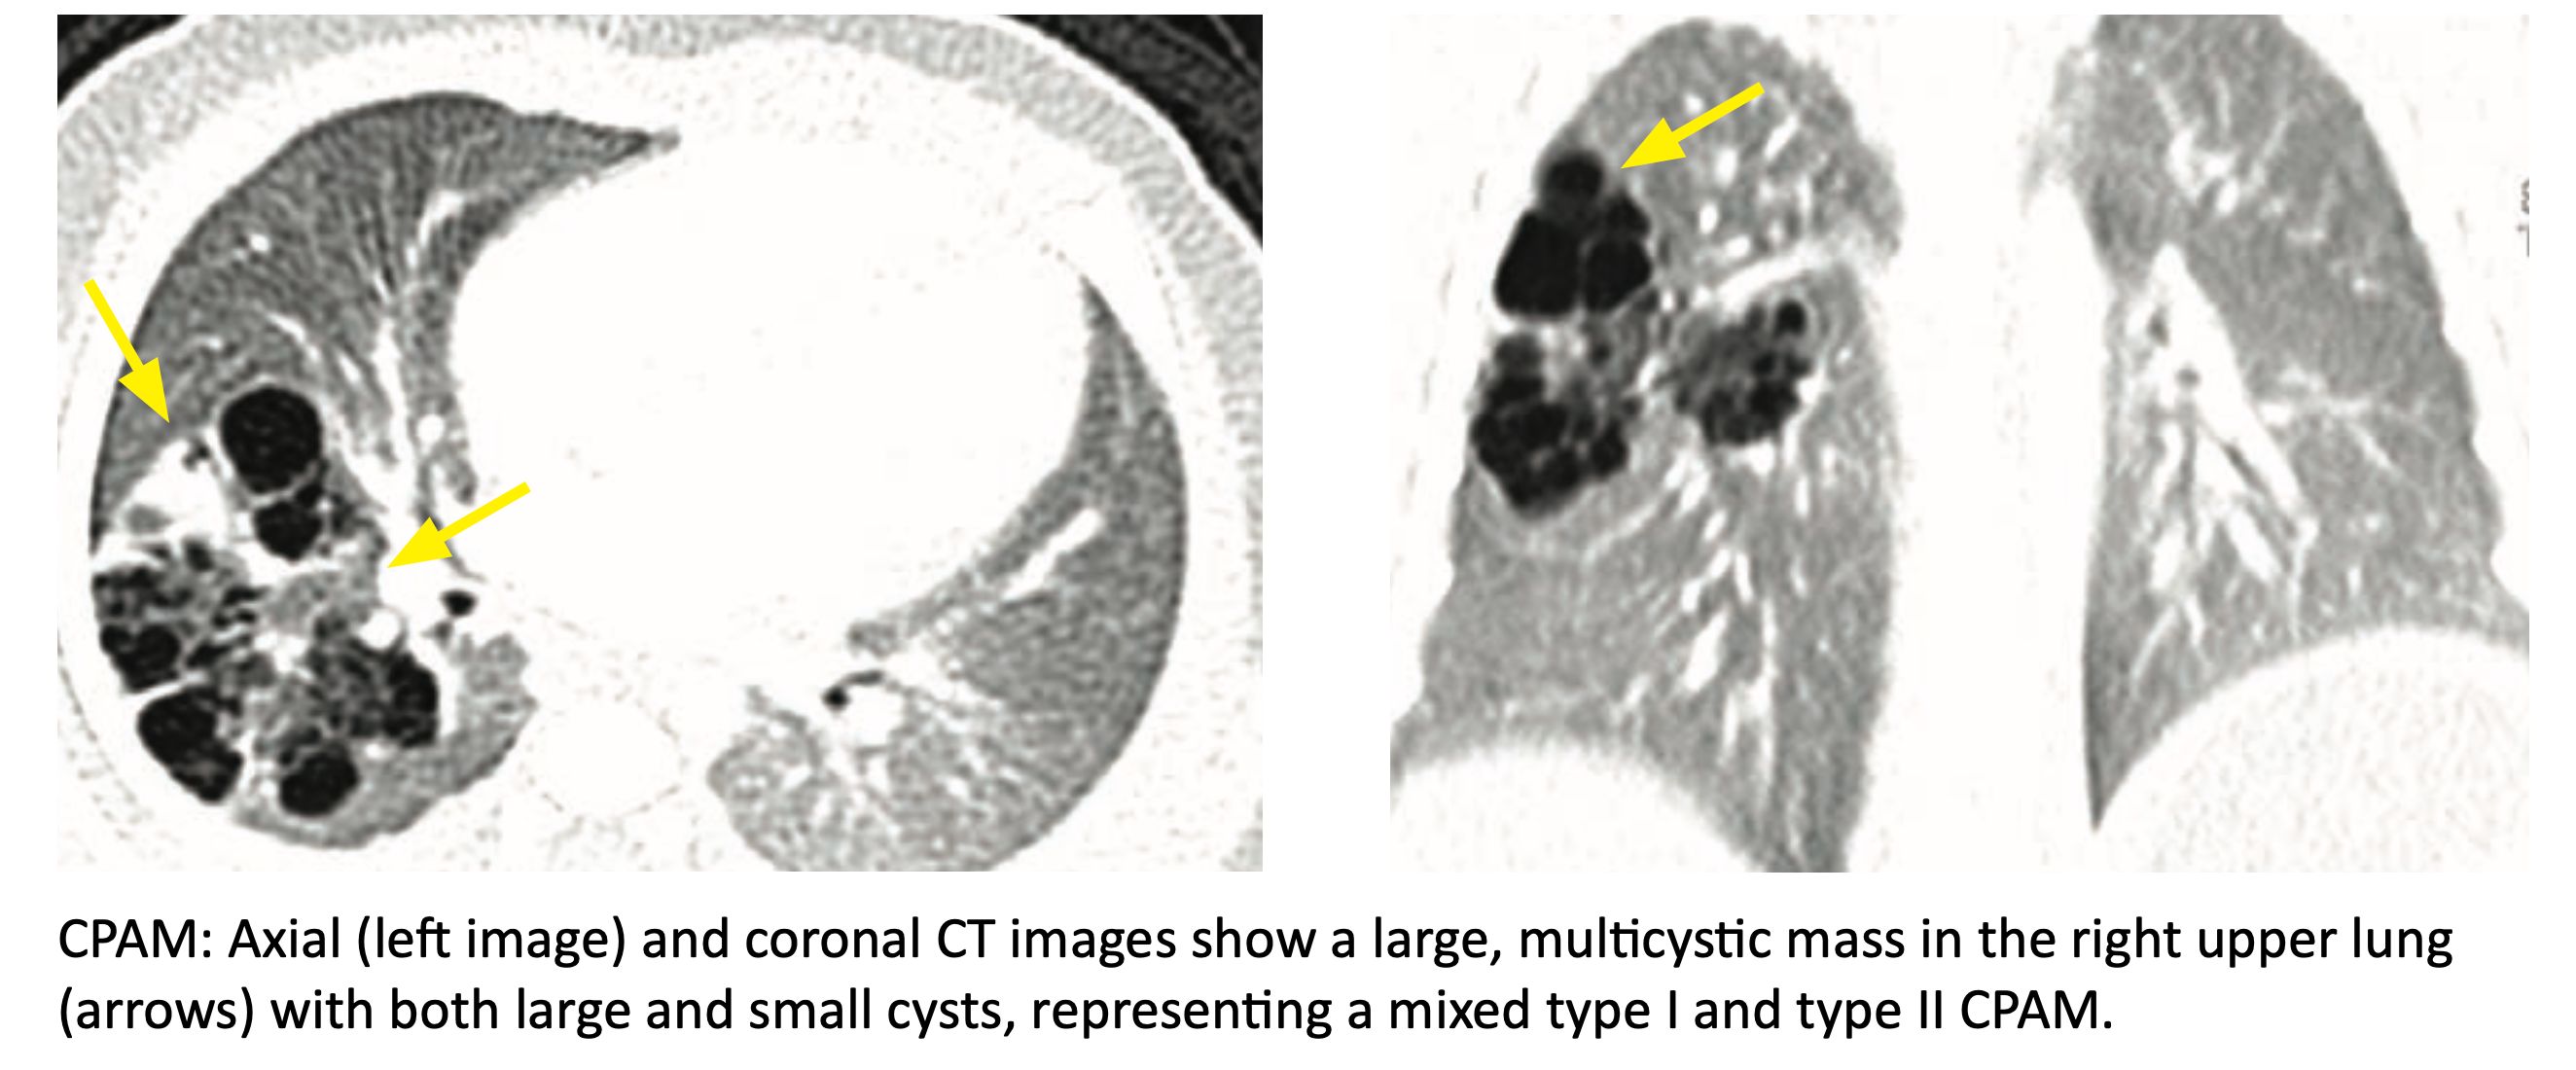 CPAM: Axial (left image) and coronal CT images show a large, multicystic mass in the right upper lung
(arrows) with both large and small cysts, representing a mixed type I and type II CPAM.